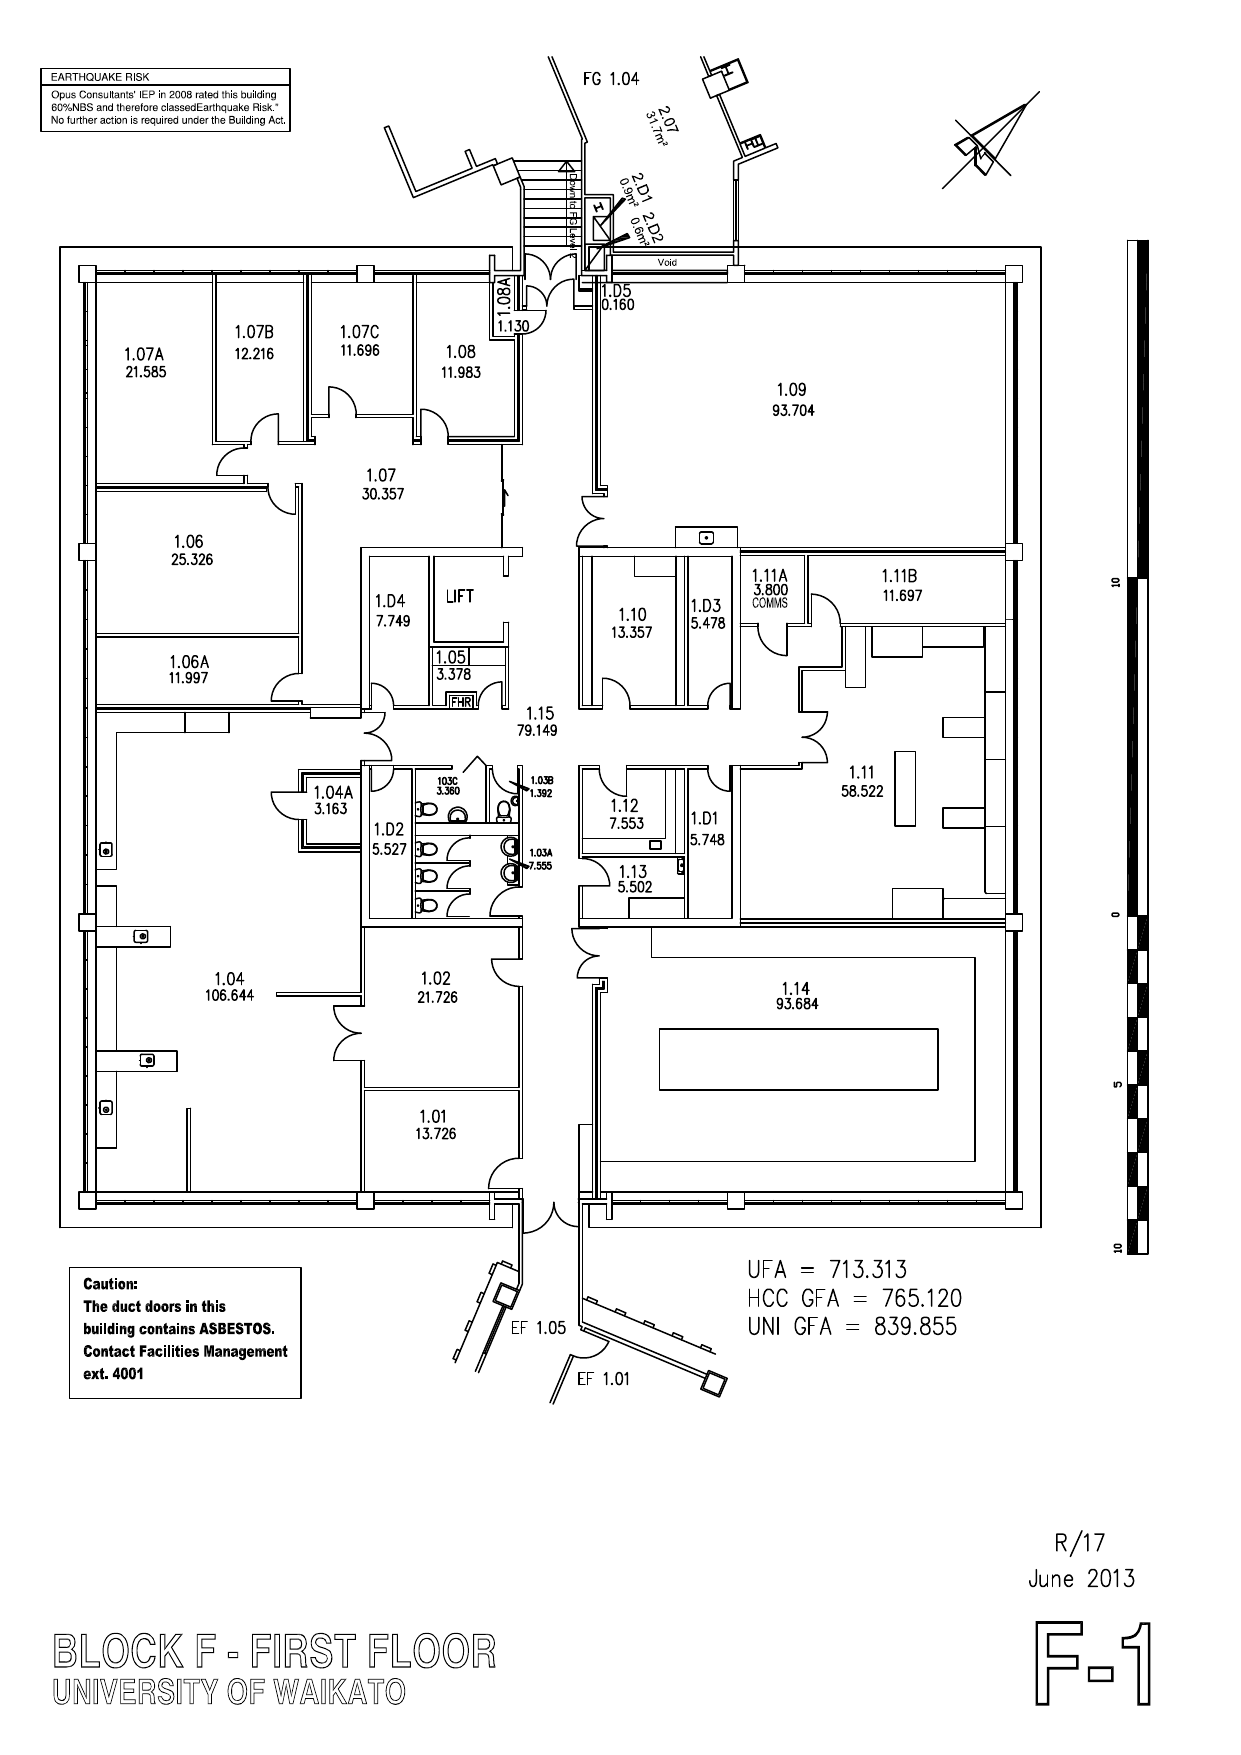 EARTHQUAKE RISK
Opus Consultants' IEP in 2008 rated this building
60%NBS and therefore classedEarthquake Risk."
No further action is required under the Building Act.
FG 1.04
2.07
31.7m²
2.D1
0.9m²
2.D2
0.6m²
Down to FG Level 2
Void
N
1.08A
1.130
1.D5
0.160
1.07A
21.585
1.07B
12.216
1.07C
11.696
1.08
11.983
1.09
93.704
1.07
30.357
1.06
25.326
1.06A
11.997
1.D4
7.749
LIFT
1.05
3.378
FHR
1.10
13.357
1.D3
5.478
1.11A
3.800
COMMS
1.11B
11.697
1.15
79.149
1.04A
3.163
1.D2
5.527
103C
3.360
1.03B
1.392
1.03A
7.555
1.12
7.553
1.13
5.502
1.D1
5.748
1.11
58.522
1.04
106.644
1.02
21.726
1.01
13.726
1.14
93.684
10
0
5
10
UFA = 713.313
HCC GFA = 765.120
UNI GFA = 839.855
Caution:
The duct doors in this
building contains ASBESTOS.
Contact Facilities Management
ext. 4001
EF 1.05
EF 1.01
R/17
June 2013
F-1
BLOCK F - FIRST FLOOR
UNIVERSITY OF WAIKATO